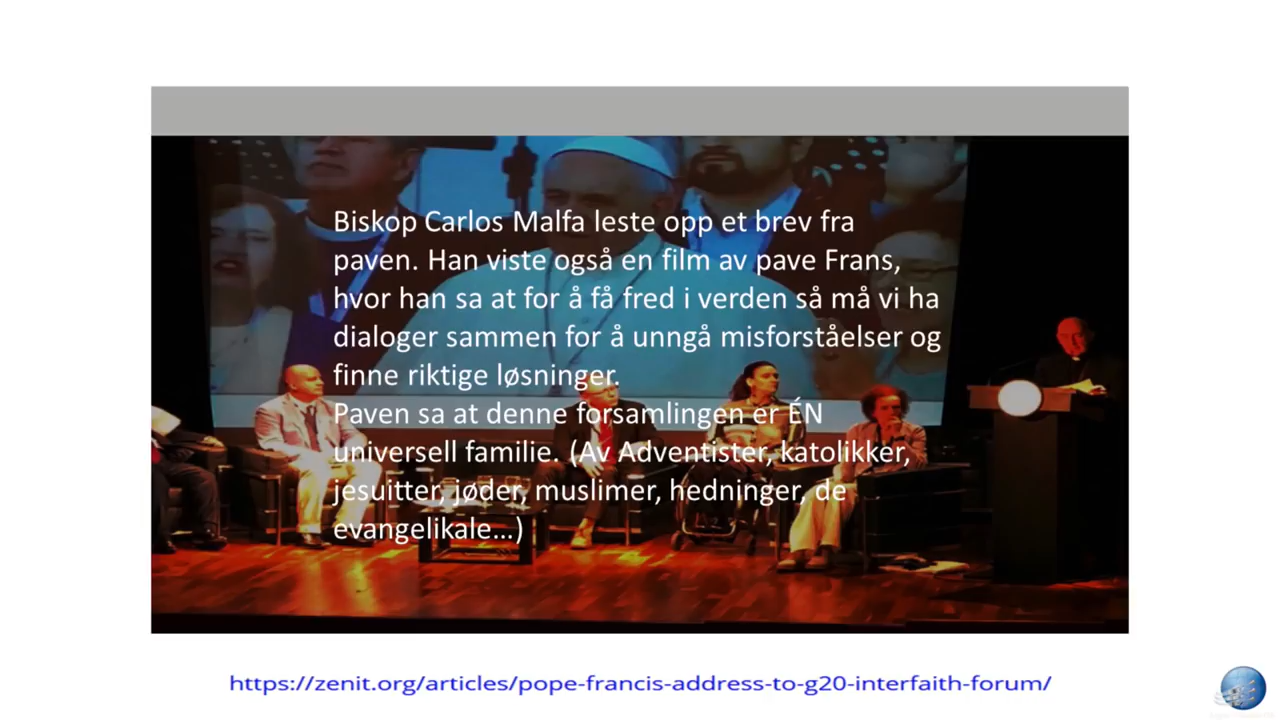 Biskop Carlos Malfa leste opp et brev fra
paven. Han viste også en film av pave Frans,
hvor han sa at for å få fred i verden så må vi ha
dialoger sammen for å unngå misforståelser og
finne riktige løsninger.
Paven sa at denne forsamlingen er ÉN
universell familie. (Av Adventister, katolikker,
jesuitter, jøder, muslimer, hedninger, de
evangelikale...)
https://zenit.org/articles/pope-francis-address-to-g20-interfaith-forum/